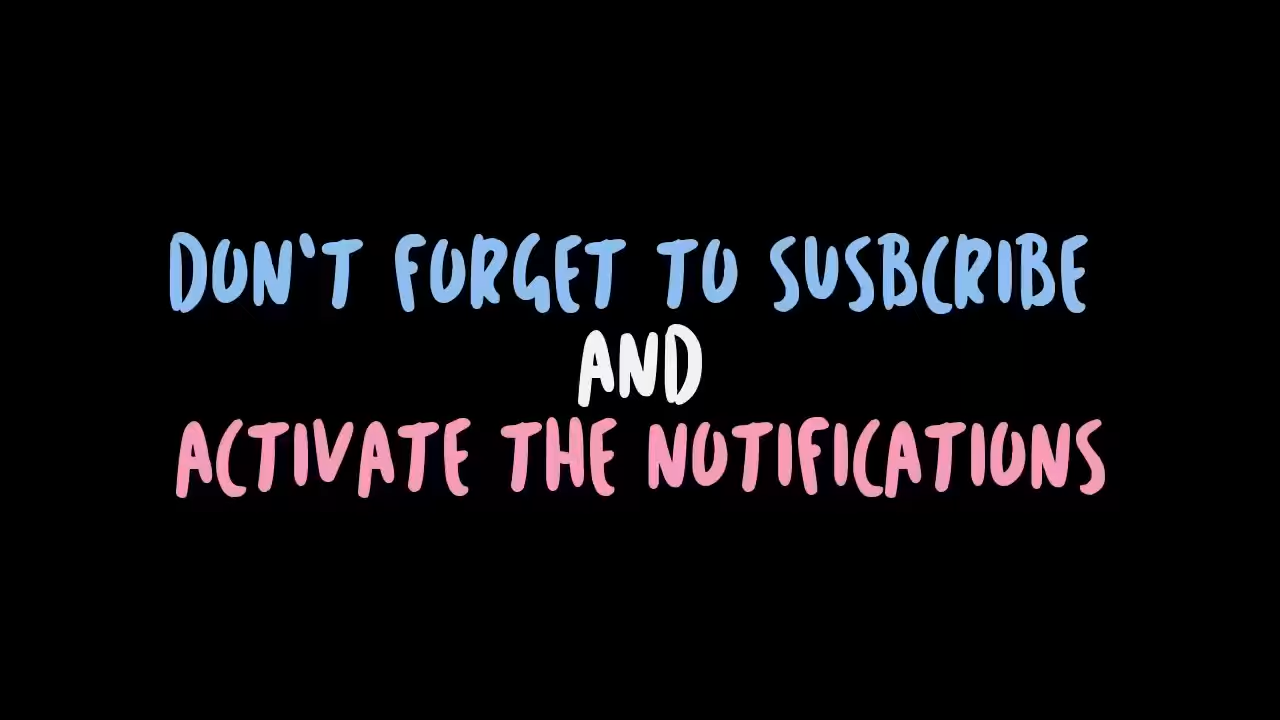 DON'T FORGET TO SUSBCRIBE
AND
ACTIVATE THE NOTIFICATIONS